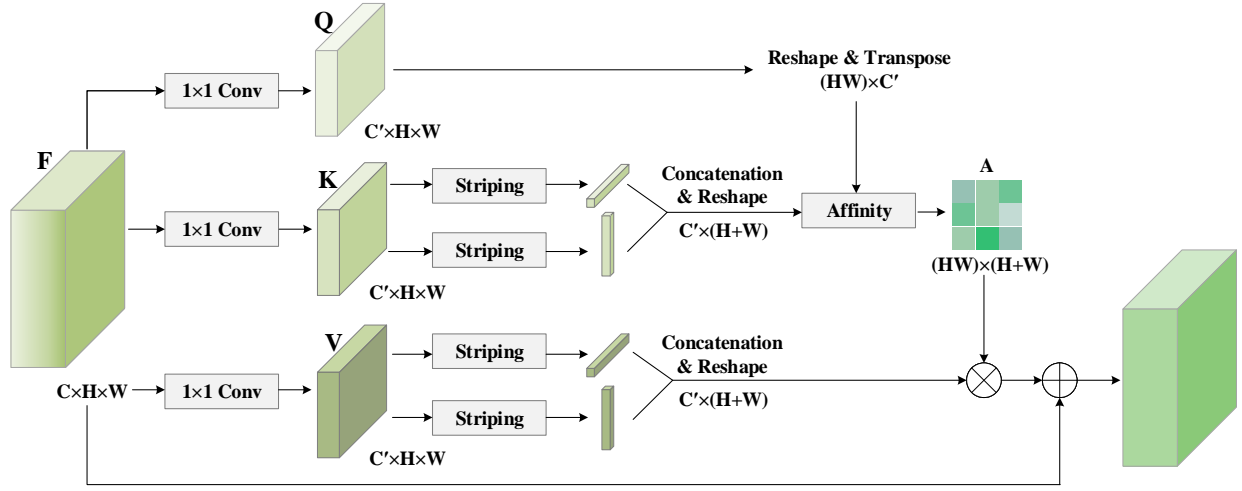 Q
Reshape & Transpose
(HW)×C′
1×1 Conv
C′×H×W
F
K
Striping
Concatenation
& Reshape
A
1×1 Conv
Affinity
C′×(H+W)
Striping
(HW)×(H+W)
C′×H×W
V
Striping
Concatenation
& Reshape
C×H×W
1×1 Conv
C′×(H+W)
Striping
C′×H×W